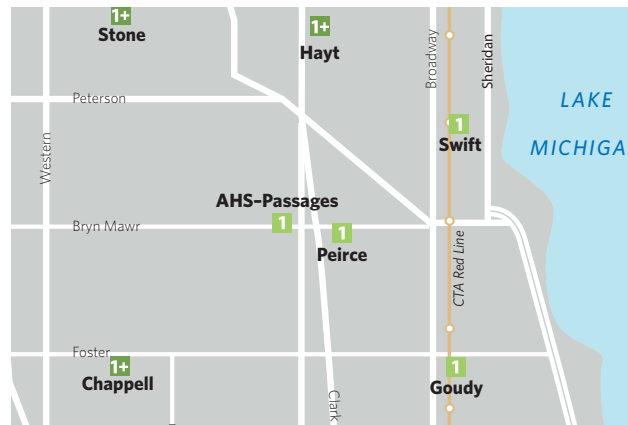 1+
Stone
1+
Hayt
Broadway
Sheridan
LAKE
MICHIGA
Peterson
1
Swift
Western
AHS–Passages
1
Bryn Mawr
1
Peirce
CTA Red Line
Foster
1+
Chappell
1
Goudy
Clark